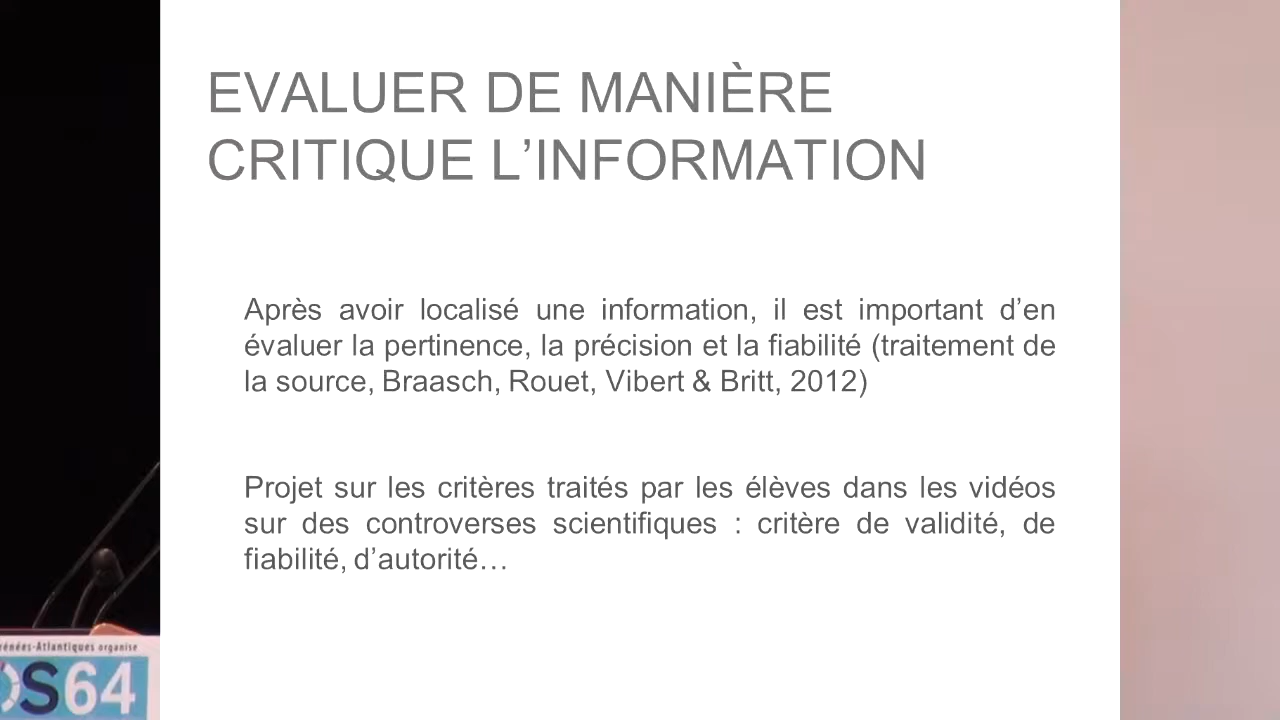 EVALUER DE MANIÈRE
CRITIQUE L’INFORMATION
Après avoir localisé une information, il est important d’en
évaluer la pertinence, la précision et la fiabilité (traitement de
la source, Braasch, Rouet, Vibert & Britt, 2012)
Projet sur les critères traités par les élèves dans les vidéos
sur des controverses scientifiques : critère de validité, de
fiabilité, d’autorité…
organise
S64